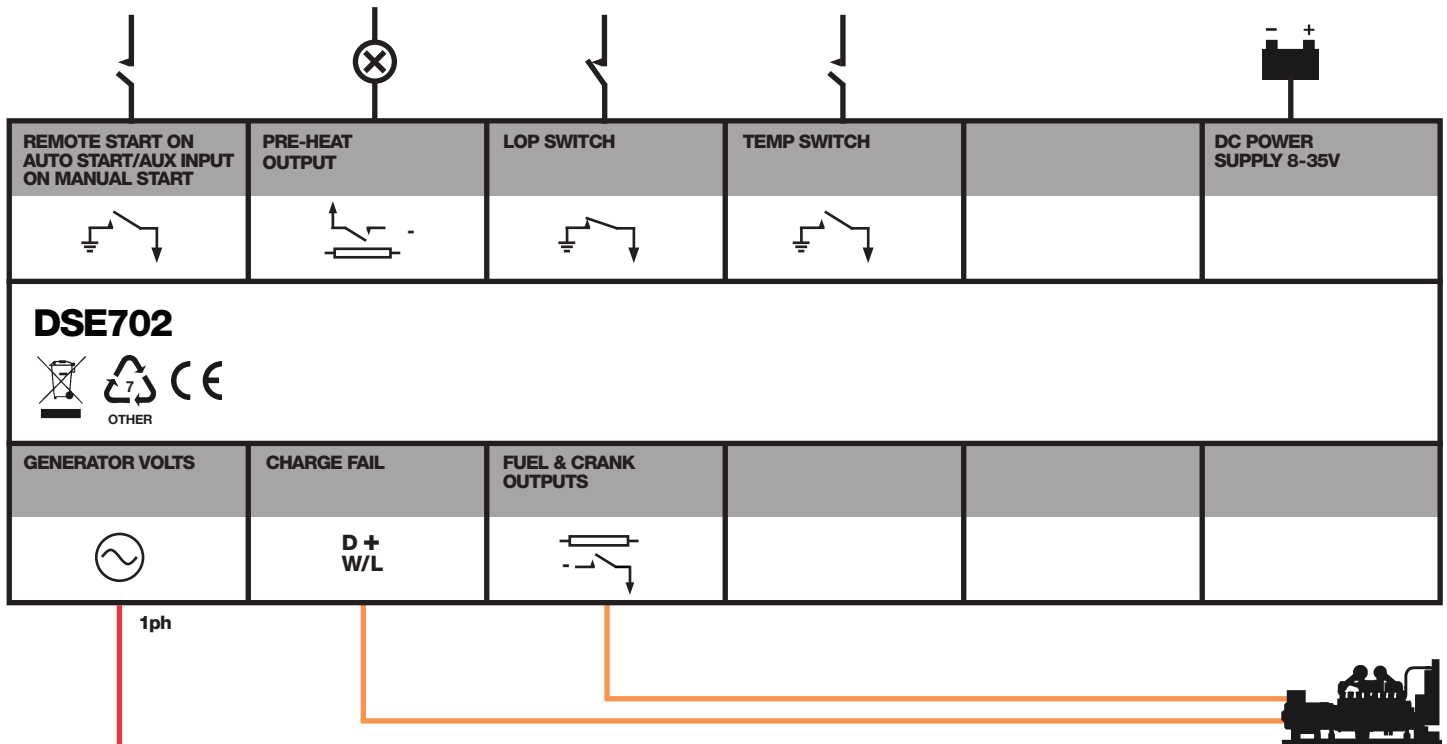 - +
REMOTE START ON
AUTO START/AUX INPUT
ON MANUAL START
PRE-HEAT
OUTPUT
LOP SWITCH
TEMP SWITCH
DC POWER
SUPPLY 8-35V
-
DSE702
7
CE
OTHER
GENERATOR VOLTS
CHARGE FAIL
FUEL & CRANK
OUTPUTS
D +
W/L
-
1ph